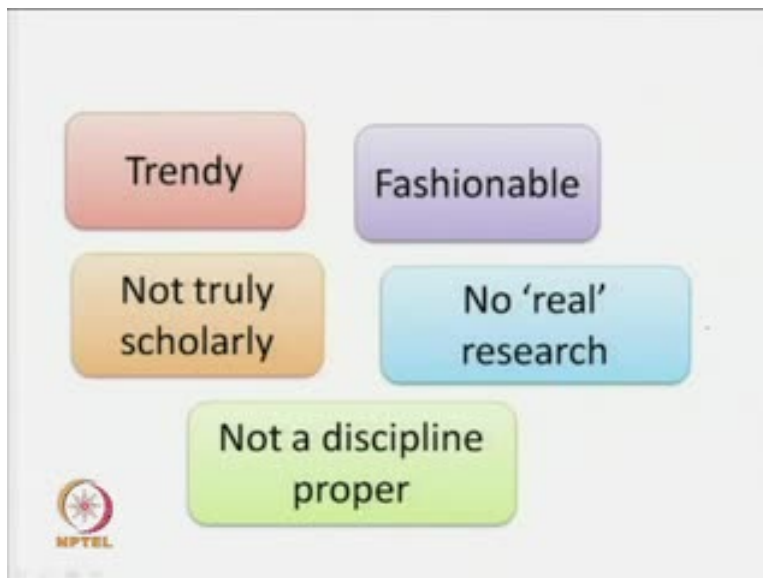 Trendy
Fashionable
Not truly
scholarly
No ‘real’
research
Not a discipline
proper
NPTEL